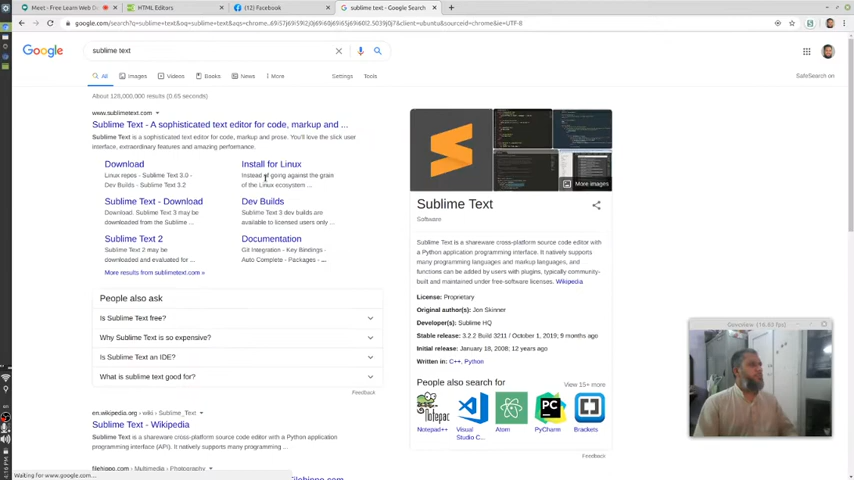 Meet - Free Learn Web D
HTML Editors
(12) Facebook
sublime text - Google Search
google.com/search?q=sublime+text&oq=sublime+text&aqs=chrome..
&client=ubuntu&sourceid=chrome&ie=UTF-8
Google
sublime text
All
Images
Videos
Books
News
More
Settings
Tools
SafeSearch on
About 128,000,000 results (0.65 seconds)
www.sublimetext.com
Sublime Text - A sophisticated text editor for code, markup and ...
Sublime Text is a sophisticated text editor for code, markup and prose. You'll love the slick user
interface, extraordinary features and amazing performance.
Download
Linux repos - Sublime Text 3.0 -
Dev Builds - Sublime Text 3.2
Install for Linux
Instead of going against the grain
of the Linux ecosystem ...
Sublime Text - Download
Download. Sublime Text 3 may be
downloaded from the Sublime ...
Dev Builds
Sublime Text 3 dev builds are
available to licensed users only ...
Sublime Text 2
Sublime Text 2 may be
downloaded and evaluated for ...
Documentation
Git Integration - Key Bindings -
Auto Complete - Packages - ...
More results from sublimetext.com »
People also ask
Is Sublime Text free?
Why Sublime Text is so expensive?
Is Sublime Text an IDE?
What is sublime text good for?
Feedback
en.wikipedia.org › wiki › Sublime_Text
Sublime Text - Wikipedia
Sublime Text is a shareware cross-platform source code editor with a Python application
programming interface (API). It natively supports many programming ...
filehippo.com › Multimedia › Photography
Waiting for www.google.com...
More images
Sublime Text
Software
Sublime Text is a shareware cross-platform source code editor with
a Python application programming interface. It natively supports
many programming languages and markup languages, and
functions can be added by users with plugins, typically community-
built and maintained under free-software licenses. Wikipedia
License: Proprietary
Original author(s): Jon Skinner
Developer(s): Sublime HQ
Stable release: 3.2.2 Build 3211 / October 1, 2019; 9 months ago
Initial release: January 18, 2008; 12 years ago
Written in: C++, Python
People also search for
View 15+ more
Notepad++
Visual
Studio C...
Atom
PyCharm
Brackets
Feedback